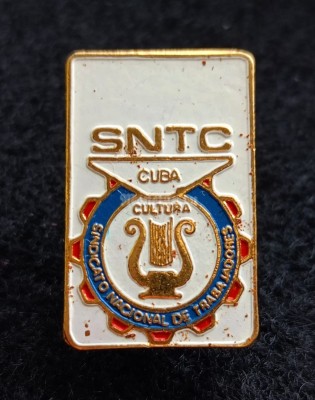 SNTC
CUBA
CULTURA
SINDICATO NACIONAL DE TRABAJADORES